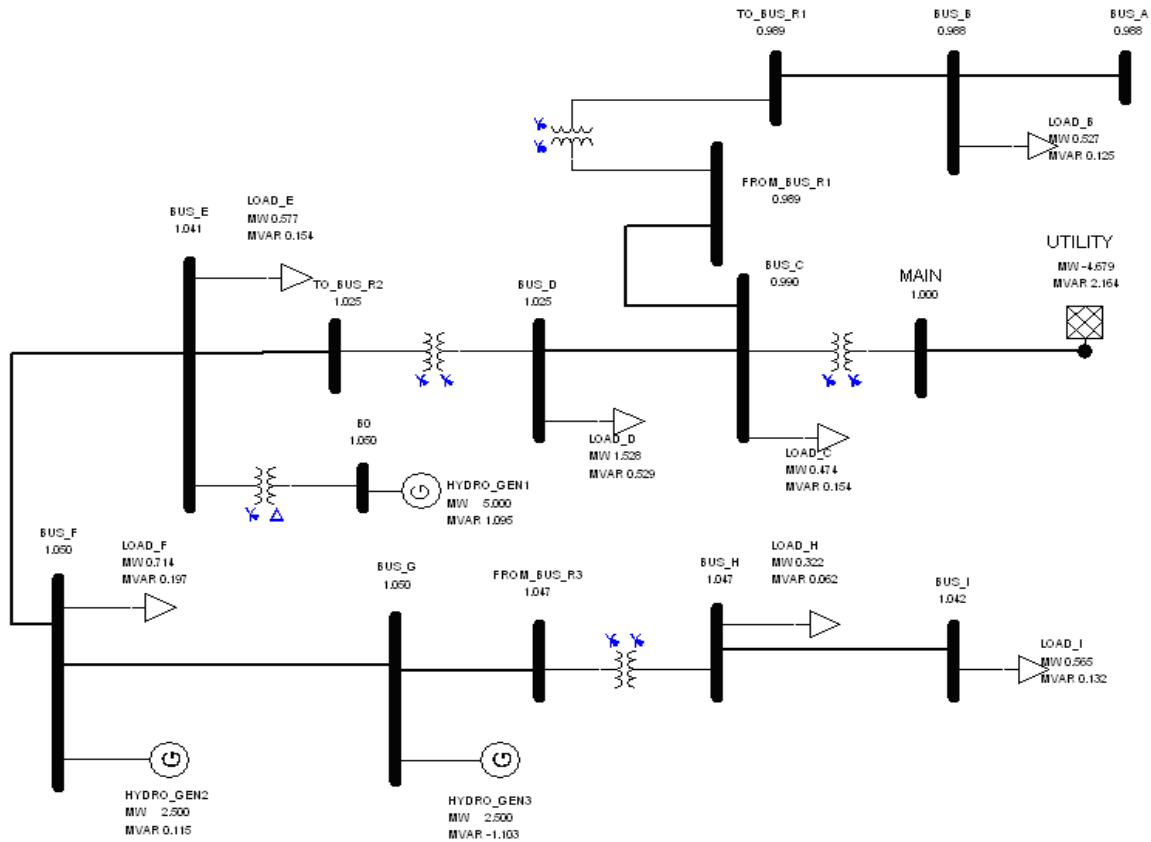 TO_BUS_R1
0.989
BUS_B
0.988
BUS_A
0.988
LOAD_B
MW 0.527
MVAR 0.125
FROM_BUS_R1
0.989
BUS_E
1.041
LOAD_E
MW 0.577
MVAR 0.154
TO_BUS_R2
1.025
BUS_D
1.025
BUS_C
0.990
MAIN
1.000
UTILITY
MW -4.679
MVAR 2.164
LOAD_D
MW 1.528
MVAR 0.529
LOAD_C
MW 0.474
MVAR 0.154
B0
1.050
G
HYDRO_GEN1
MW 5.000
MVAR 1.095
BUS_F
1.050
LOAD_F
MW 0.714
MVAR 0.197
BUS_G
1.050
FROM_BUS_R3
1.047
BUS_H
1.047
LOAD_H
MW 0.322
MVAR 0.062
BUS_I
1.042
LOAD_I
MW 0.565
MVAR 0.132
G
HYDRO_GEN2
MW 2.500
MVAR 0.115
G
HYDRO_GEN3
MW 2.500
MVAR -1.103